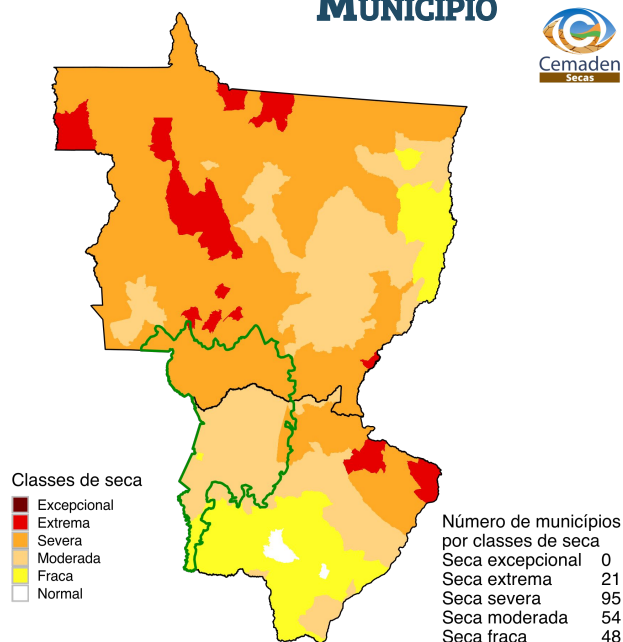 MUNICÍPIO
Cemaden
Secas
Classes de seca
Excepcional
Extrema
Severa
Moderada
Fraca
Normal
Número de municípios
por classes de seca
Seca excepcional 0
Seca extrema 21
Seca severa 95
Seca moderada 54
Seca fraca 48